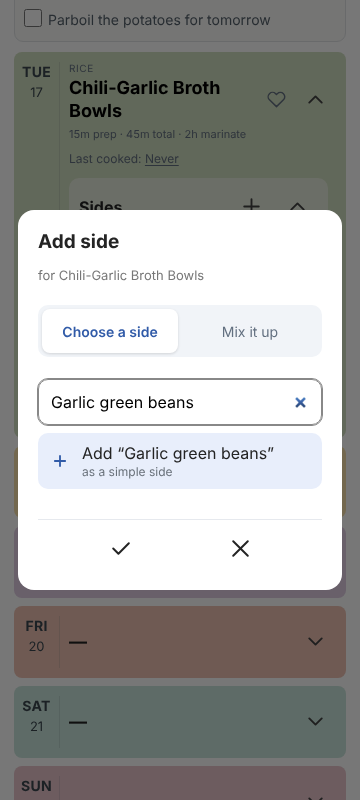 Parboil the potatoes for tomorrow
TUE
17
RICE
Chili-Garlic Broth
Bowls
15m prep · 45m total · 2h marinate
Last cooked: Never
Sides
Add side
for Chili-Garlic Broth Bowls
Choose a side
Mix it up
Garlic green beans
Add “Garlic green beans”
as a simple side
FRI
20
—
SAT
21
—
SUN